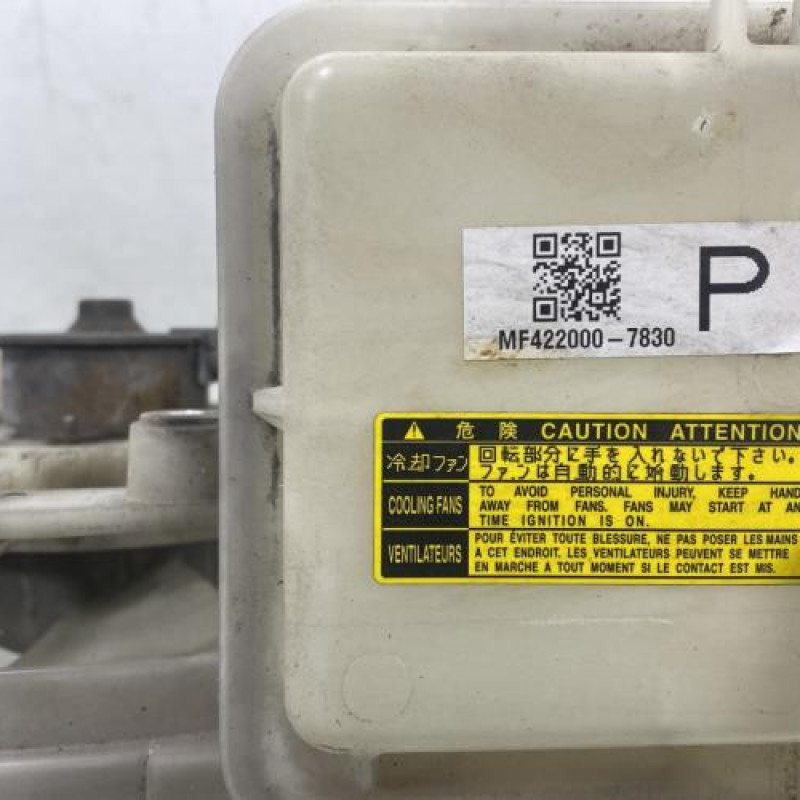 P
MF422000-7830
危険 CAUTION ATTENTION
冷却ファン
回転部分に手を入れないで下さい。
ファンは自動的に始動します。
COOLING FANS
TO AVOID PERSONAL INJURY, KEEP HAND
AWAY FROM FANS. FANS MAY START AT AN
TIME IGNITION IS ON.
VENTILATEURS
POUR ÉVITER TOUTE BLESSURE, NE PAS POSER LES MAINS
A CET ENDROIT. LES VENTILATEURS PEUVENT SE METTRE
EN MARCHE A TOUT MOMENT SI LE CONTACT EST MIS.